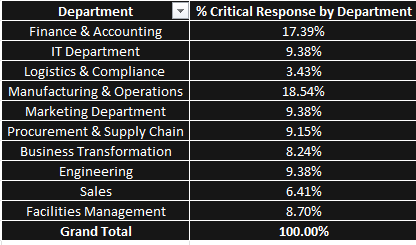 Department % Critical Response by Department
Finance & Accounting 17.39%
IT Department 9.38%
Logistics & Compliance 3.43%
Manufacturing & Operations 18.54%
Marketing Department 9.38%
Procurement & Supply Chain 9.15%
Business Transformation 8.24%
Engineering 9.38%
Sales 6.41%
Facilities Management 8.70%
Grand Total 100.00%